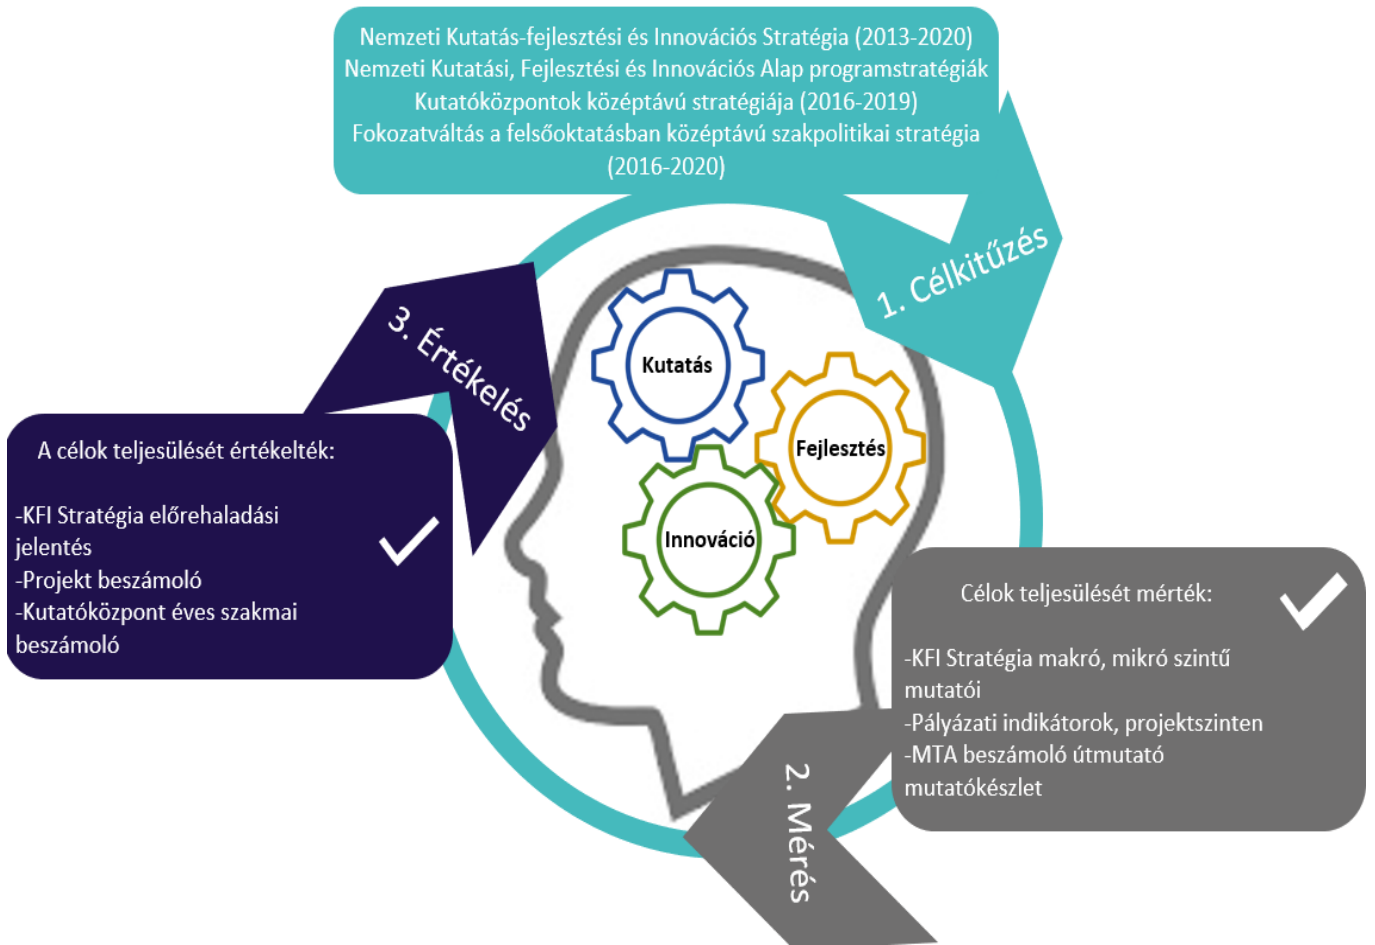 Nemzeti Kutatás-fejlesztési és Innovációs Stratégia (2013-2020)
Nemzeti Kutatási, Fejlesztési és Innovációs Alap programstratégiák
Kutatóközpontok középtávú stratégiája (2016-2019)
Fokozatváltás a felsőoktatásban középtávú szakpolitikai stratégia
(2016-2020)
1. Célkitűzés
3. Értékelés
Kutatás
Fejlesztés
Innováció
A célok teljesülését értékelték:
-KFI Stratégia előrehaladási
jelentés
-Projekt beszámoló
-Kutatóközpont éves szakmai
beszámoló
Célok teljesülését mérték:
-KFI Stratégia makró, mikró szintű
mutatói
-Pályázati indikátorok, projektszinten
-MTA beszámoló útmutató
mutatókészlet
2. Mérés